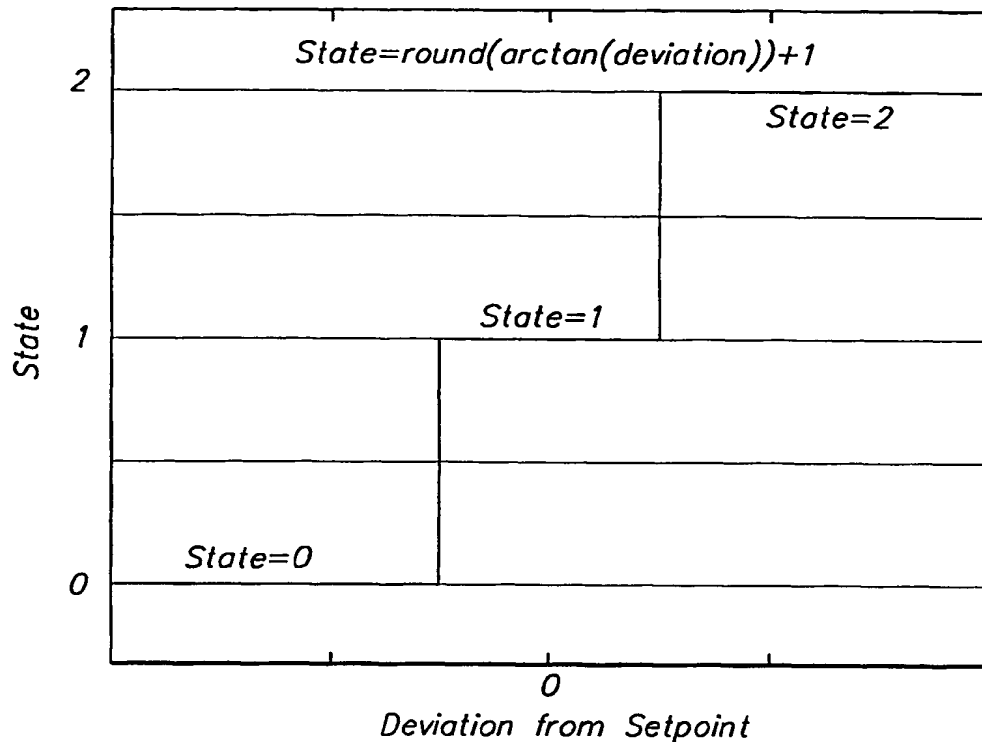 State=round(arctan(deviation))+1
2
State=2
State
1
State=1
State=0
0
0
Deviation from Setpoint